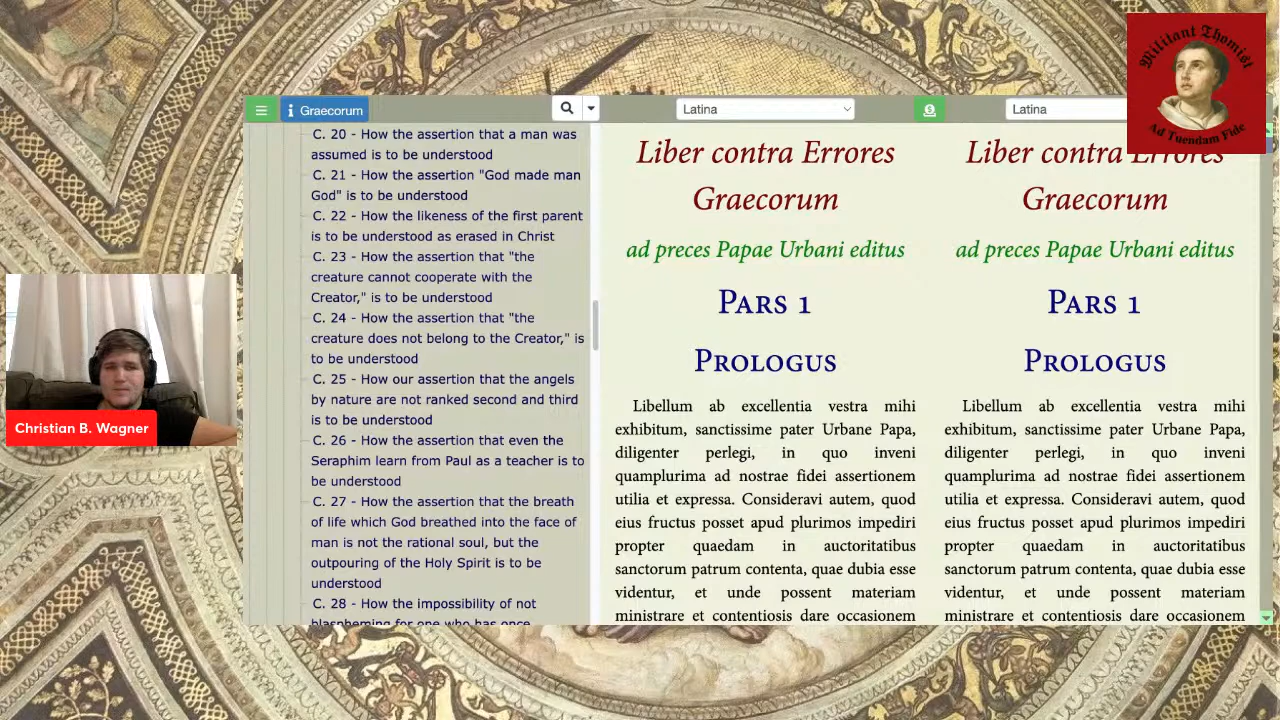 Graecorum
Latina
Latina
Militant Thomist
Ad Tuendam Fide
C. 20 - How the assertion that a man was
assumed is to be understood
C. 21 - How the assertion "God made man
God" is to be understood
C. 22 - How the likeness of the first parent
is to be understood as erased in Christ
C. 23 - How the assertion that "the
creature cannot cooperate with the
Creator," is to be understood
C. 24 - How the assertion that "the
creature does not belong to the Creator," is
to be understood
C. 25 - How our assertion that the angels
by nature are not ranked second and third
is to be understood
C. 26 - How the assertion that even the
Seraphim learn from Paul as a teacher is to
be understood
C. 27 - How the assertion that the breath
of life which God breathed into the face of
man is not the rational soul, but the
outpouring of the Holy Spirit is to be
understood
C. 28 - How the impossibility of not
blaspheming for one who has once
Liber contra Errores
Graecorum
ad preces Papae Urbani editus
Pars 1
Prologus
Libellum ab excellentia vestra mihi
exhibitum, sanctissime pater Urbane Papa,
diligenter perlegi, in quo inveni
quamplurima ad nostrae fidei assertionem
utilia et expressa. Consideravi autem, quod
eius fructus posset apud plurimos impediri
propter quaedam in auctoritatibus
sanctorum patrum contenta, quae dubia esse
videntur, et unde possent materiam
ministrare et contentiosis dare occasionem
Liber contra Errores
Graecorum
ad preces Papae Urbani editus
Pars 1
Prologus
Libellum ab excellentia vestra mihi
exhibitum, sanctissime pater Urbane Papa,
diligenter perlegi, in quo inveni
quamplurima ad nostrae fidei assertionem
utilia et expressa. Consideravi autem, quod
eius fructus posset apud plurimos impediri
propter quaedam in auctoritatibus
sanctorum patrum contenta, quae dubia esse
videntur, et unde possent materiam
ministrare et contentiosis dare occasionem
Christian B. Wagner